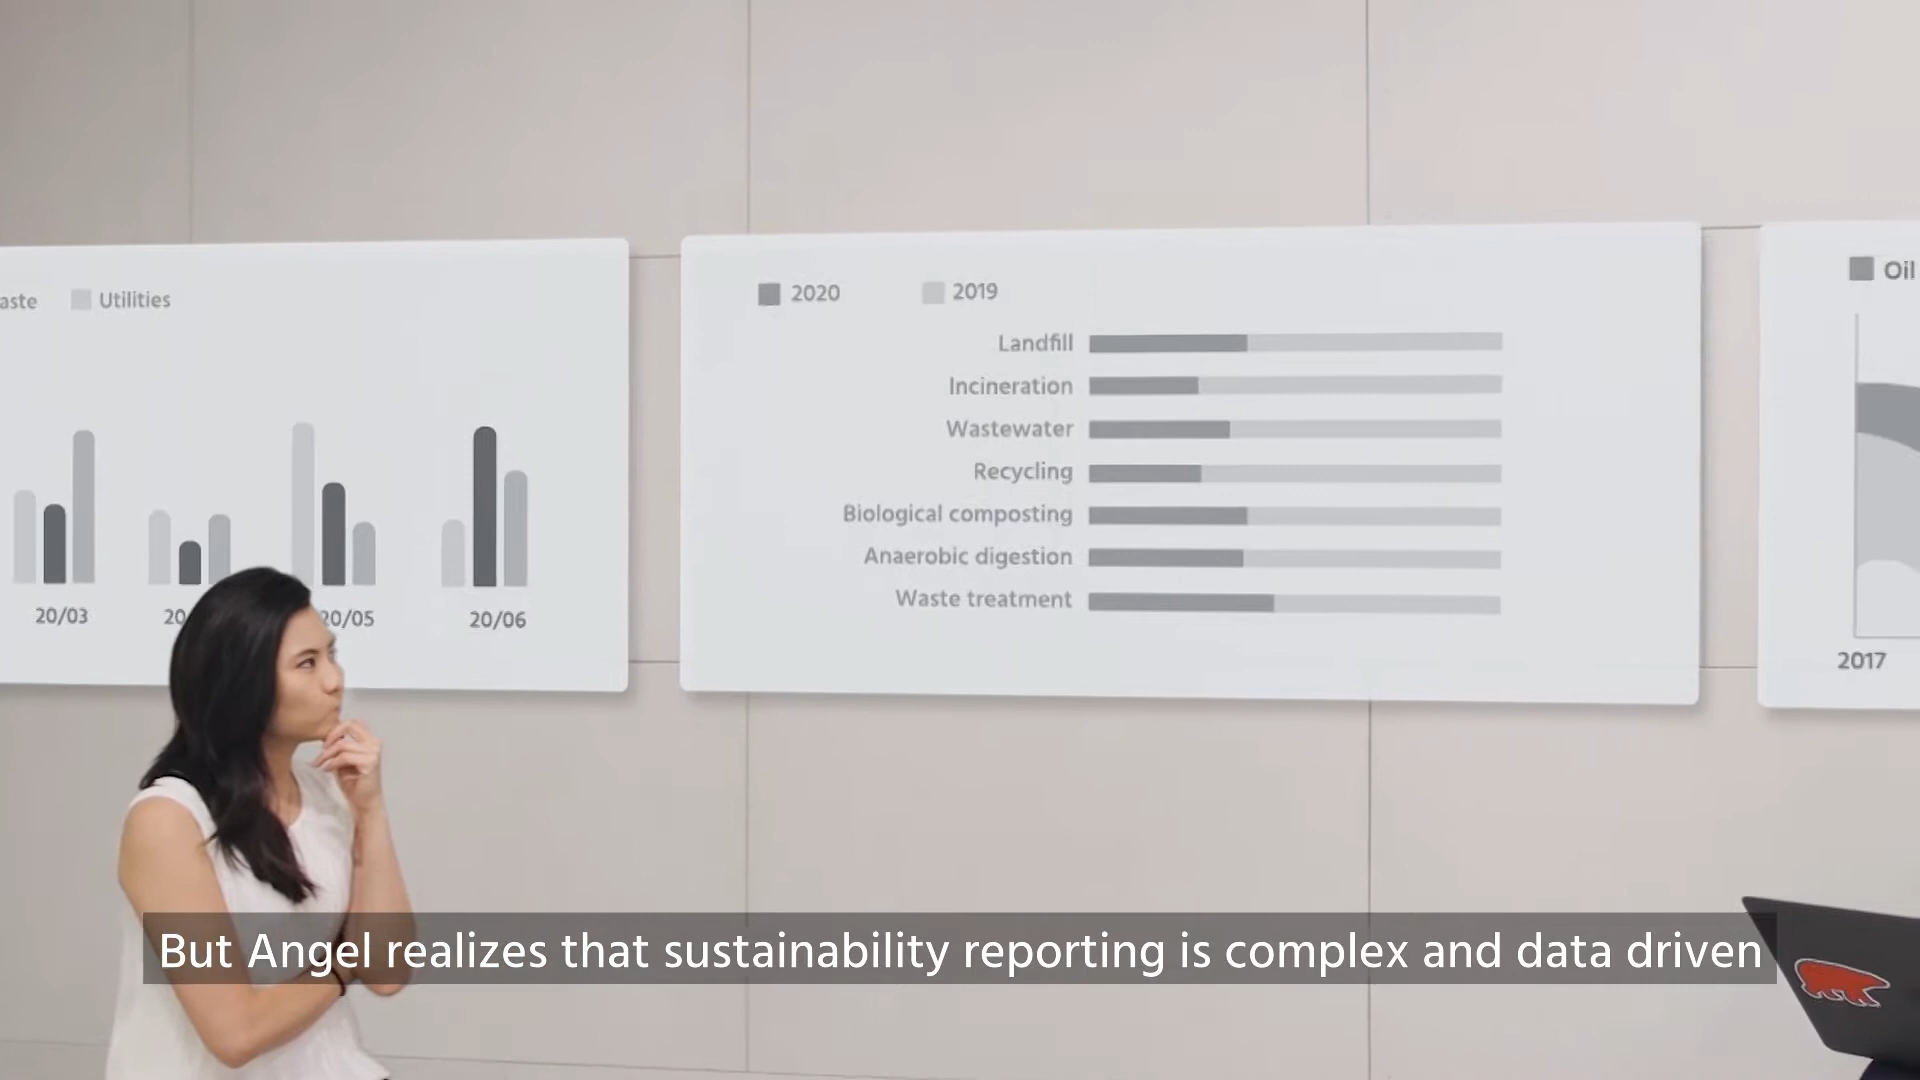 aste
Utilities
20/03
20/05
20/06
2020
2019
Landfill
Incineration
Wastewater
Recycling
Biological composting
Anaerobic digestion
Waste treatment
Oil
2017
But Angel realizes that sustainability reporting is complex and data driven